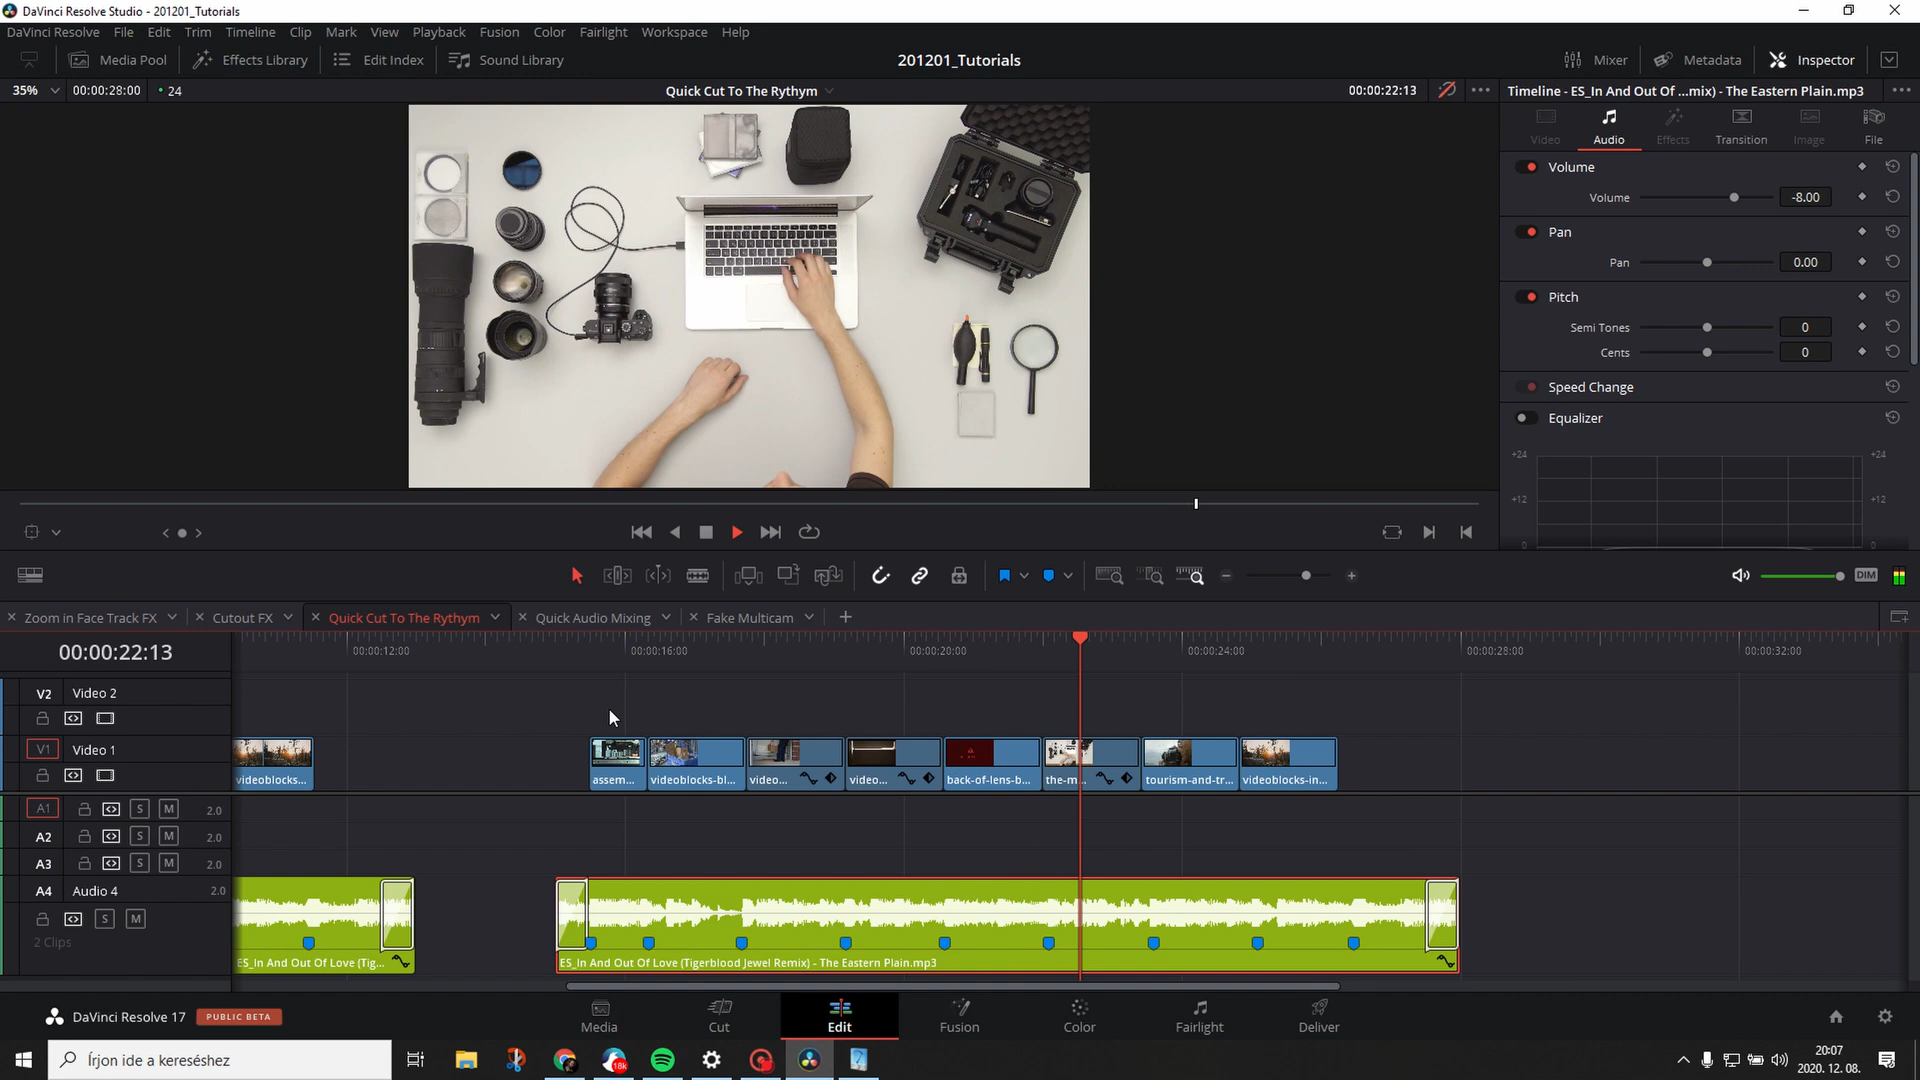 DaVinci Resolve Studio - 201201_Tutorials
DaVinci Resolve File Edit Trim Timeline Clip Mark View Playback Fusion Color Fairlight Workspace Help
Media Pool Effects Library Edit Index Sound Library 201201_Tutorials Mixer Metadata Inspector
35% 00:00:28:00 24 Quick Cut To The Rythym 00:00:22:13 Timeline - ES_In And Out Of ...mix) - The Eastern Plain.mp3
Video Audio Effects Transition Image File
Volume
Volume -8.00
Pan
Pan 0.00
Pitch
Semi Tones 0
Cents 0
Speed Change
Equalizer
+24 +24
+12 +12
0 0
DIM
Zoom in Face Track FX Cutout FX Quick Cut To The Rythym Quick Audio Mixing Fake Multicam
00:00:22:13 00:00:12:00 00:00:16:00 00:00:20:00 00:00:24:00 00:00:28:00 00:00:32:00
V2 Video 2
V1 Video 1
videoblocks... assem... videoblocks-bl... video... video... back-of-lens-b... the-m... tourism-and-tr... videoblocks-in...
A1 S M 2.0
A2 S M 2.0
A3 S M 2.0
A4 Audio 4 2.0
S M
2 Clips
ES_In And Out Of Love (Tig... ES_In And Out Of Love (Tigerblood Jewel Remix) - The Eastern Plain.mp3
DaVinci Resolve 17 PUBLIC BETA Media Cut Edit Fusion Color Fairlight Deliver
Írjon ide a kereséshez 18k 20:07
2020. 12. 08.